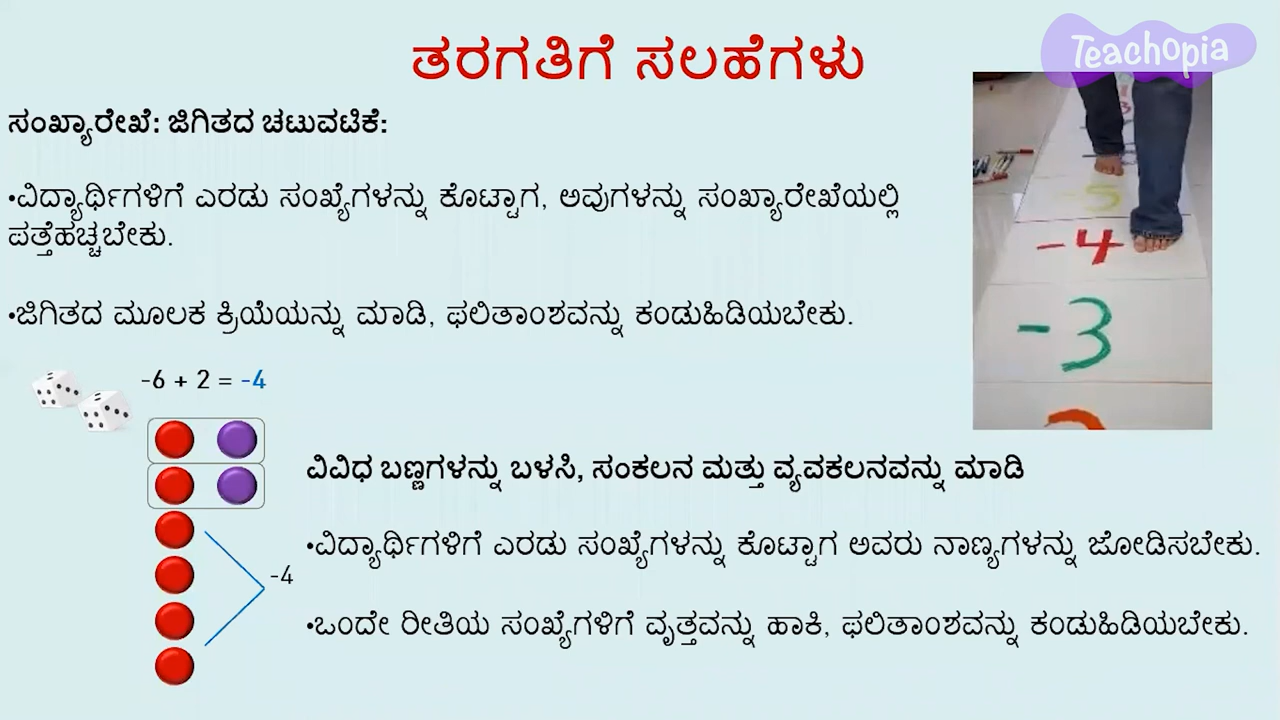 ತರಗತಿಗೆ ಸಲಹೆಗಳು
Teachopia
ಸಂಖ್ಯಾರೇಖೆ: ಜಿಗಿತದ ಚಟುವಟಿಕೆ:
•ವಿದ್ಯಾರ್ಥಿಗಳಿಗೆ ಎರಡು ಸಂಖ್ಯೆಗಳನ್ನು ಕೊಟ್ಟಾಗ, ಅವುಗಳನ್ನು ಸಂಖ್ಯಾರೇಖೆಯಲ್ಲಿ
ಪತ್ತೆಹಚ್ಚಬೇಕು.
•ಜಿಗಿತದ ಮೂಲಕ ಕ್ರಿಯೆಯನ್ನು ಮಾಡಿ, ಫಲಿತಾಂಶವನ್ನು ಕಂಡುಹಿಡಿಯಬೇಕು.
-5
-4
-3
-6 + 2 = -4
ವಿವಿಧ ಬಣ್ಣಗಳನ್ನು ಬಳಸಿ, ಸಂಕಲನ ಮತ್ತು ವ್ಯವಕಲನವನ್ನು ಮಾಡಿ
•ವಿದ್ಯಾರ್ಥಿಗಳಿಗೆ ಎರಡು ಸಂಖ್ಯೆಗಳನ್ನು ಕೊಟ್ಟಾಗ ಅವರು ನಾಣ್ಯಗಳನ್ನು ಜೋಡಿಸಬೇಕು.
-4
•ಒಂದೇ ರೀತಿಯ ಸಂಖ್ಯೆಗಳಿಗೆ ವೃತ್ತವನ್ನು ಹಾಕಿ, ಫಲಿತಾಂಶವನ್ನು ಕಂಡುಹಿಡಿಯಬೇಕು.